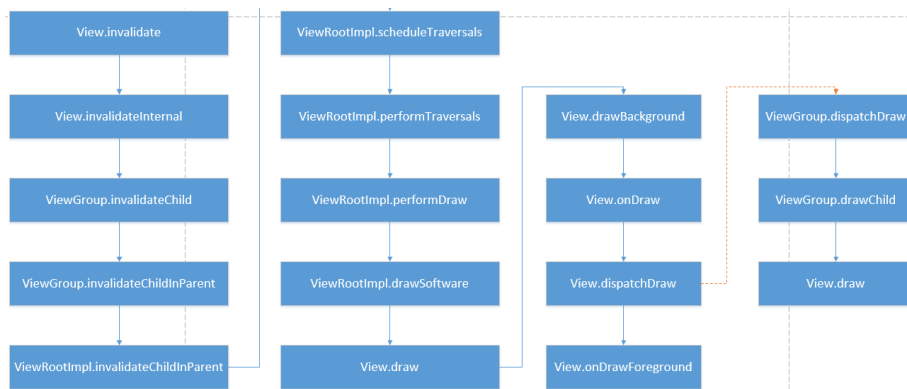 View.invalidate
View.invalidateInternal
ViewGroup.invalidateChild
ViewGroup.invalidateChildInParent
ViewRootImpl.invalidateChildInParent
ViewRootImpl.scheduleTraversals
ViewRootImpl.performTraversals
ViewRootImpl.performDraw
ViewRootImpl.drawSoftware
View.draw
View.drawBackground
View.onDraw
View.dispatchDraw
View.onDrawForeground
ViewGroup.dispatchDraw
ViewGroup.drawChild
View.draw